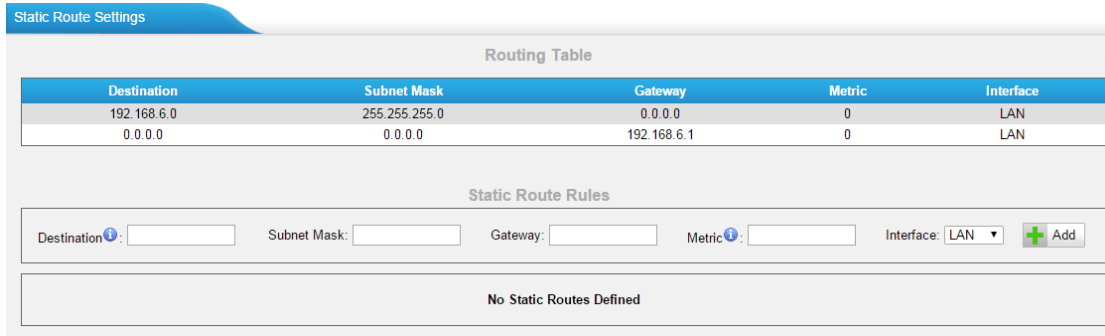 Static Route Settings
Routing Table
Destination Subnet Mask Gateway Metric Interface
192.168.6.0 255.255.255.0 0.0.0.0 0 LAN
0.0.0.0 0.0.0.0 192.168.6.1 0 LAN
Static Route Rules
Destination i : Subnet Mask: Gateway: Metric i : Interface: LAN Add
No Static Routes Defined